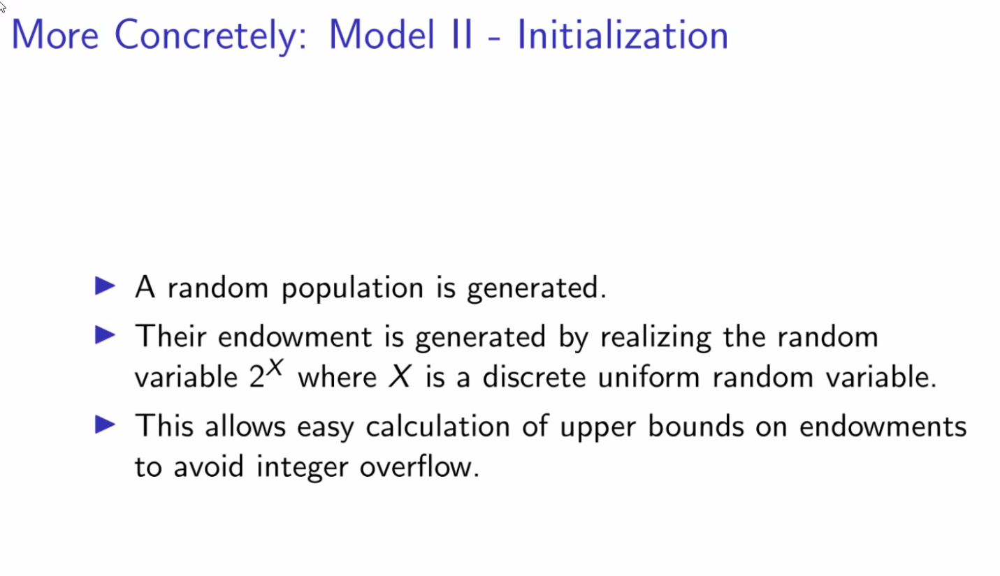 More Concretely: Model II - Initialization
▶ A random population is generated.
▶ Their endowment is generated by realizing the random
variable 2^X where X is a discrete uniform random variable.
▶ This allows easy calculation of upper bounds on endowments
to avoid integer overflow.